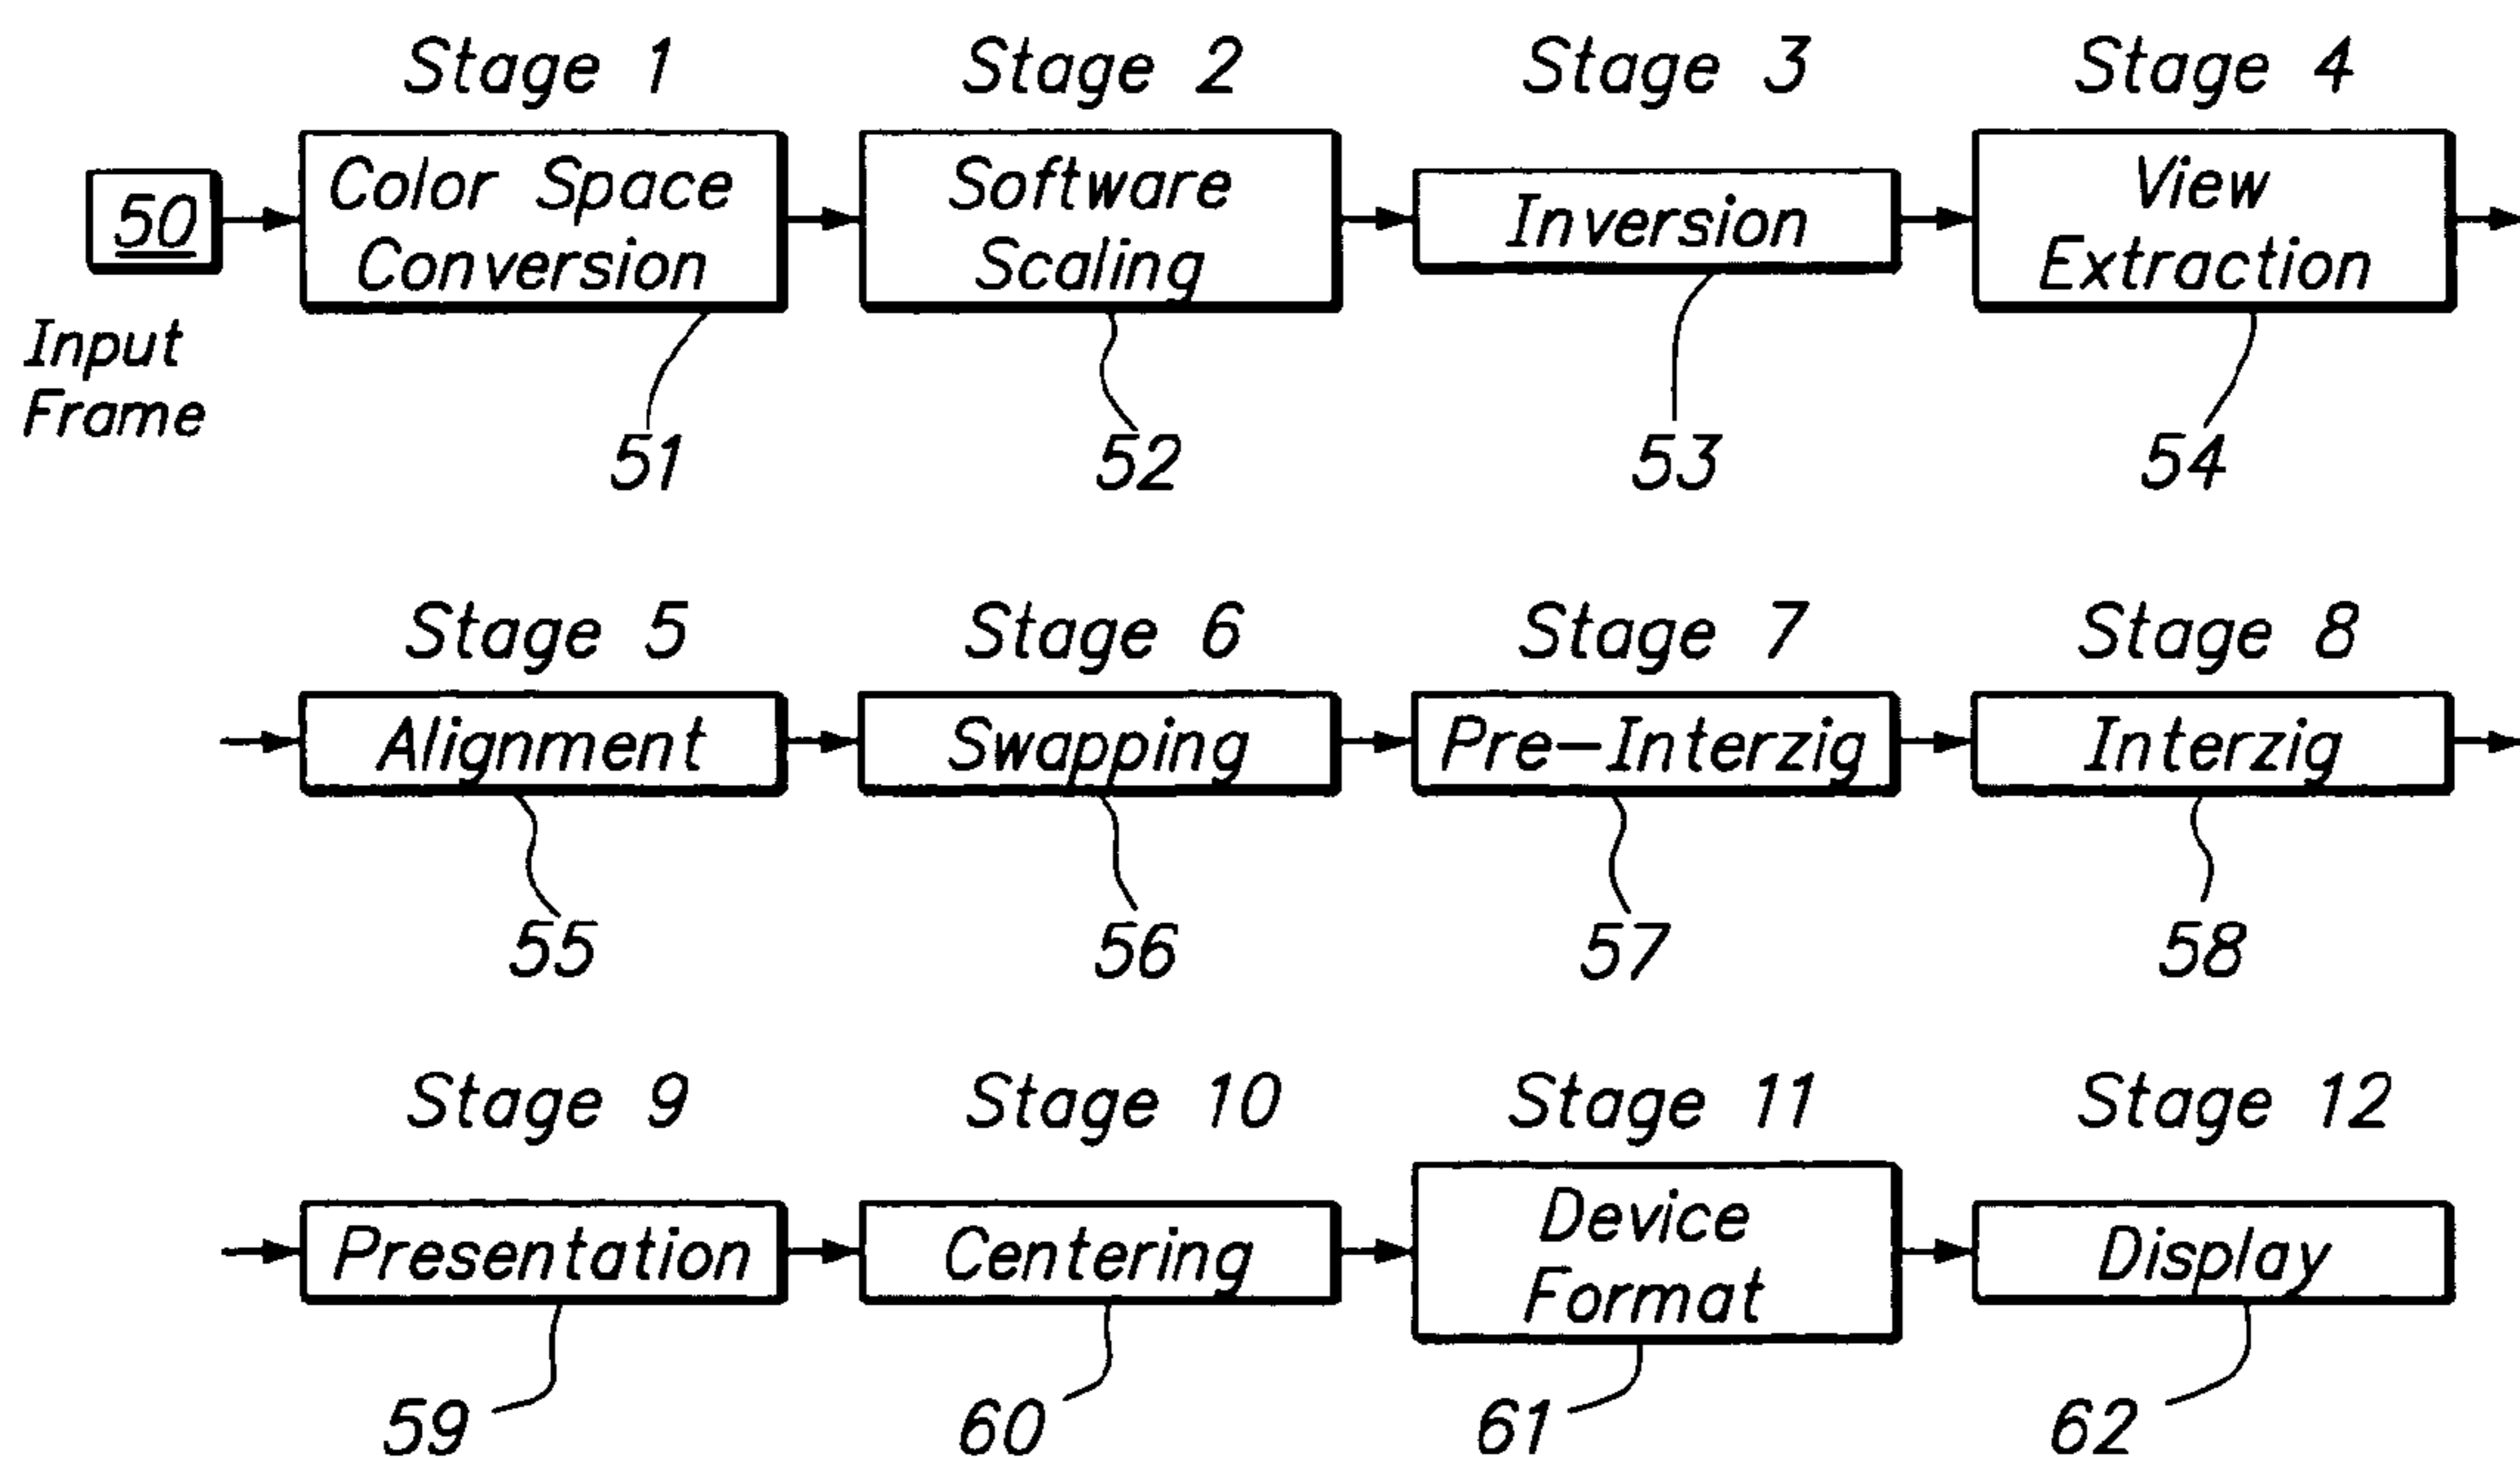 Stage 1
Stage 2
Stage 3
Stage 4
50
Color Space
Conversion
Software
Scaling
Inversion
View
Extraction
Input
Frame
51
52
53
54
Stage 5
Stage 6
Stage 7
Stage 8
Alignment
Swapping
Pre-Interzig
Interzig
55
56
57
58
Stage 9
Stage 10
Stage 11
Stage 12
Presentation
Centering
Device
Format
Display
59
60
61
62